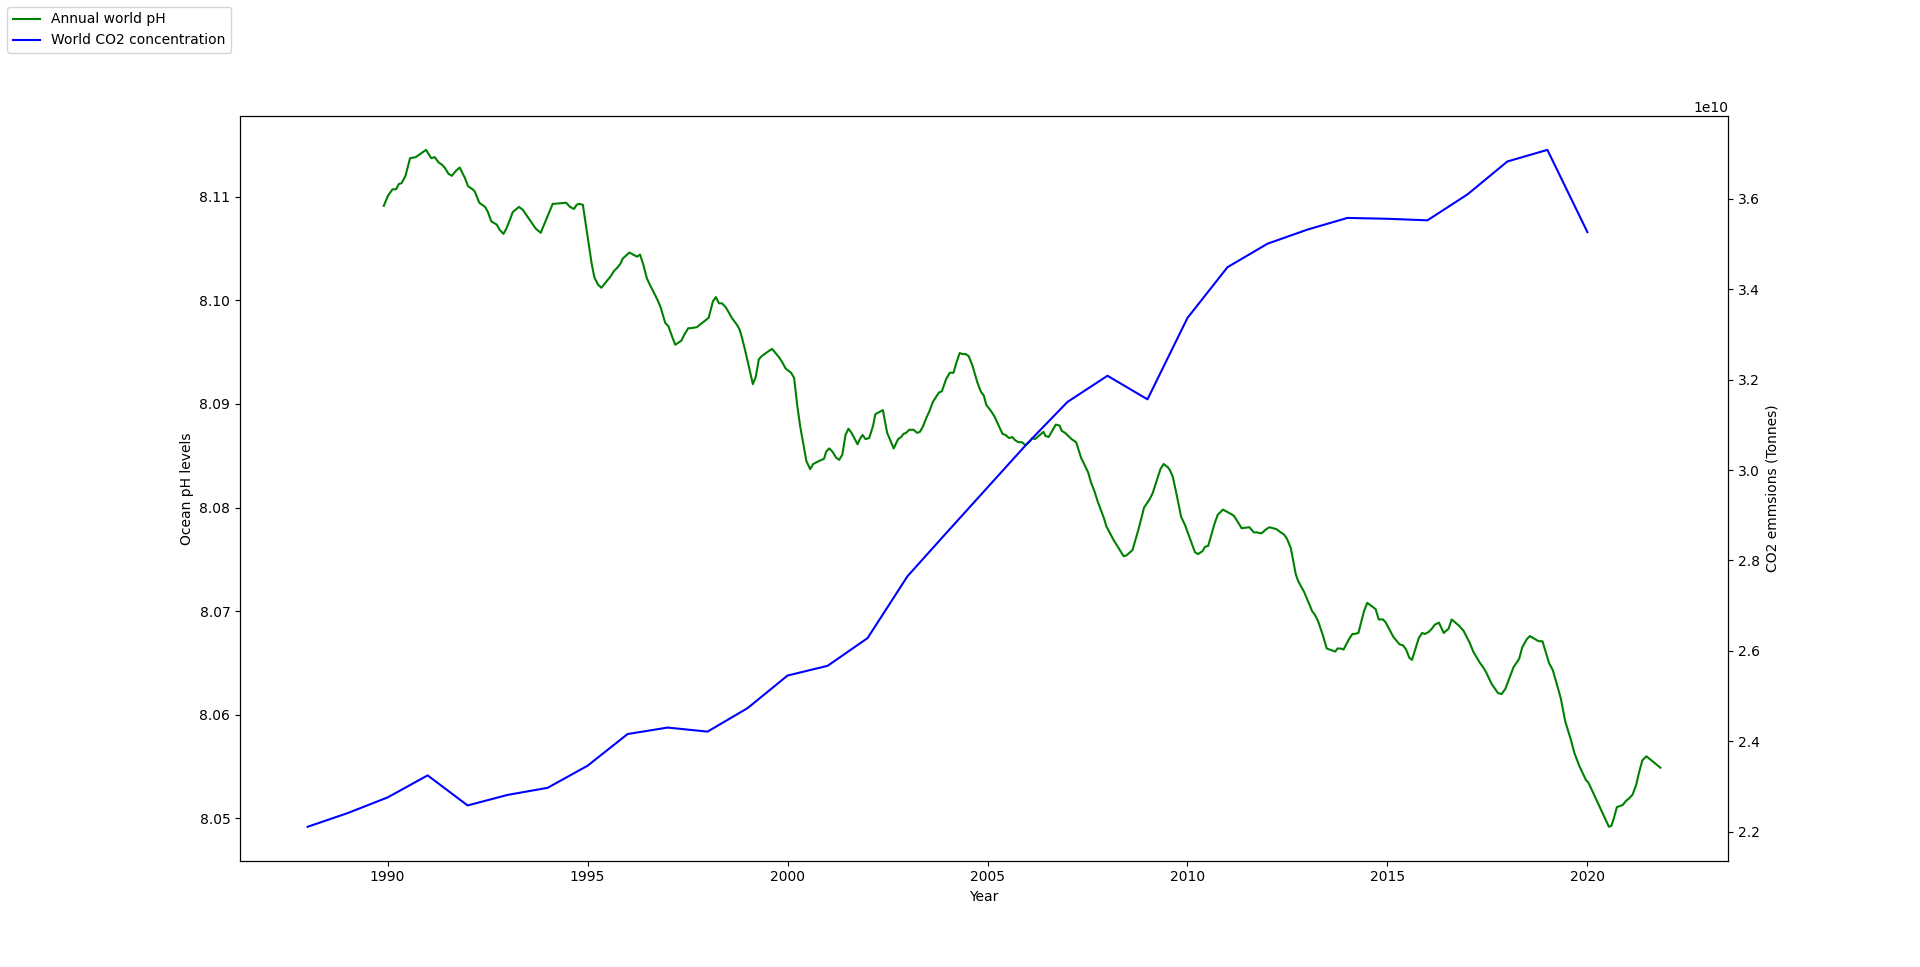 Annual world pH
World CO2 concentration
1e10
8.11
8.10
8.09
8.08
8.07
8.06
8.05
Ocean pH levels
3.6
3.4
3.2
3.0
2.8
2.6
2.4
2.2
CO2 emmsions (Tonnes)
1990 1995 2000 2005 2010 2015 2020
Year